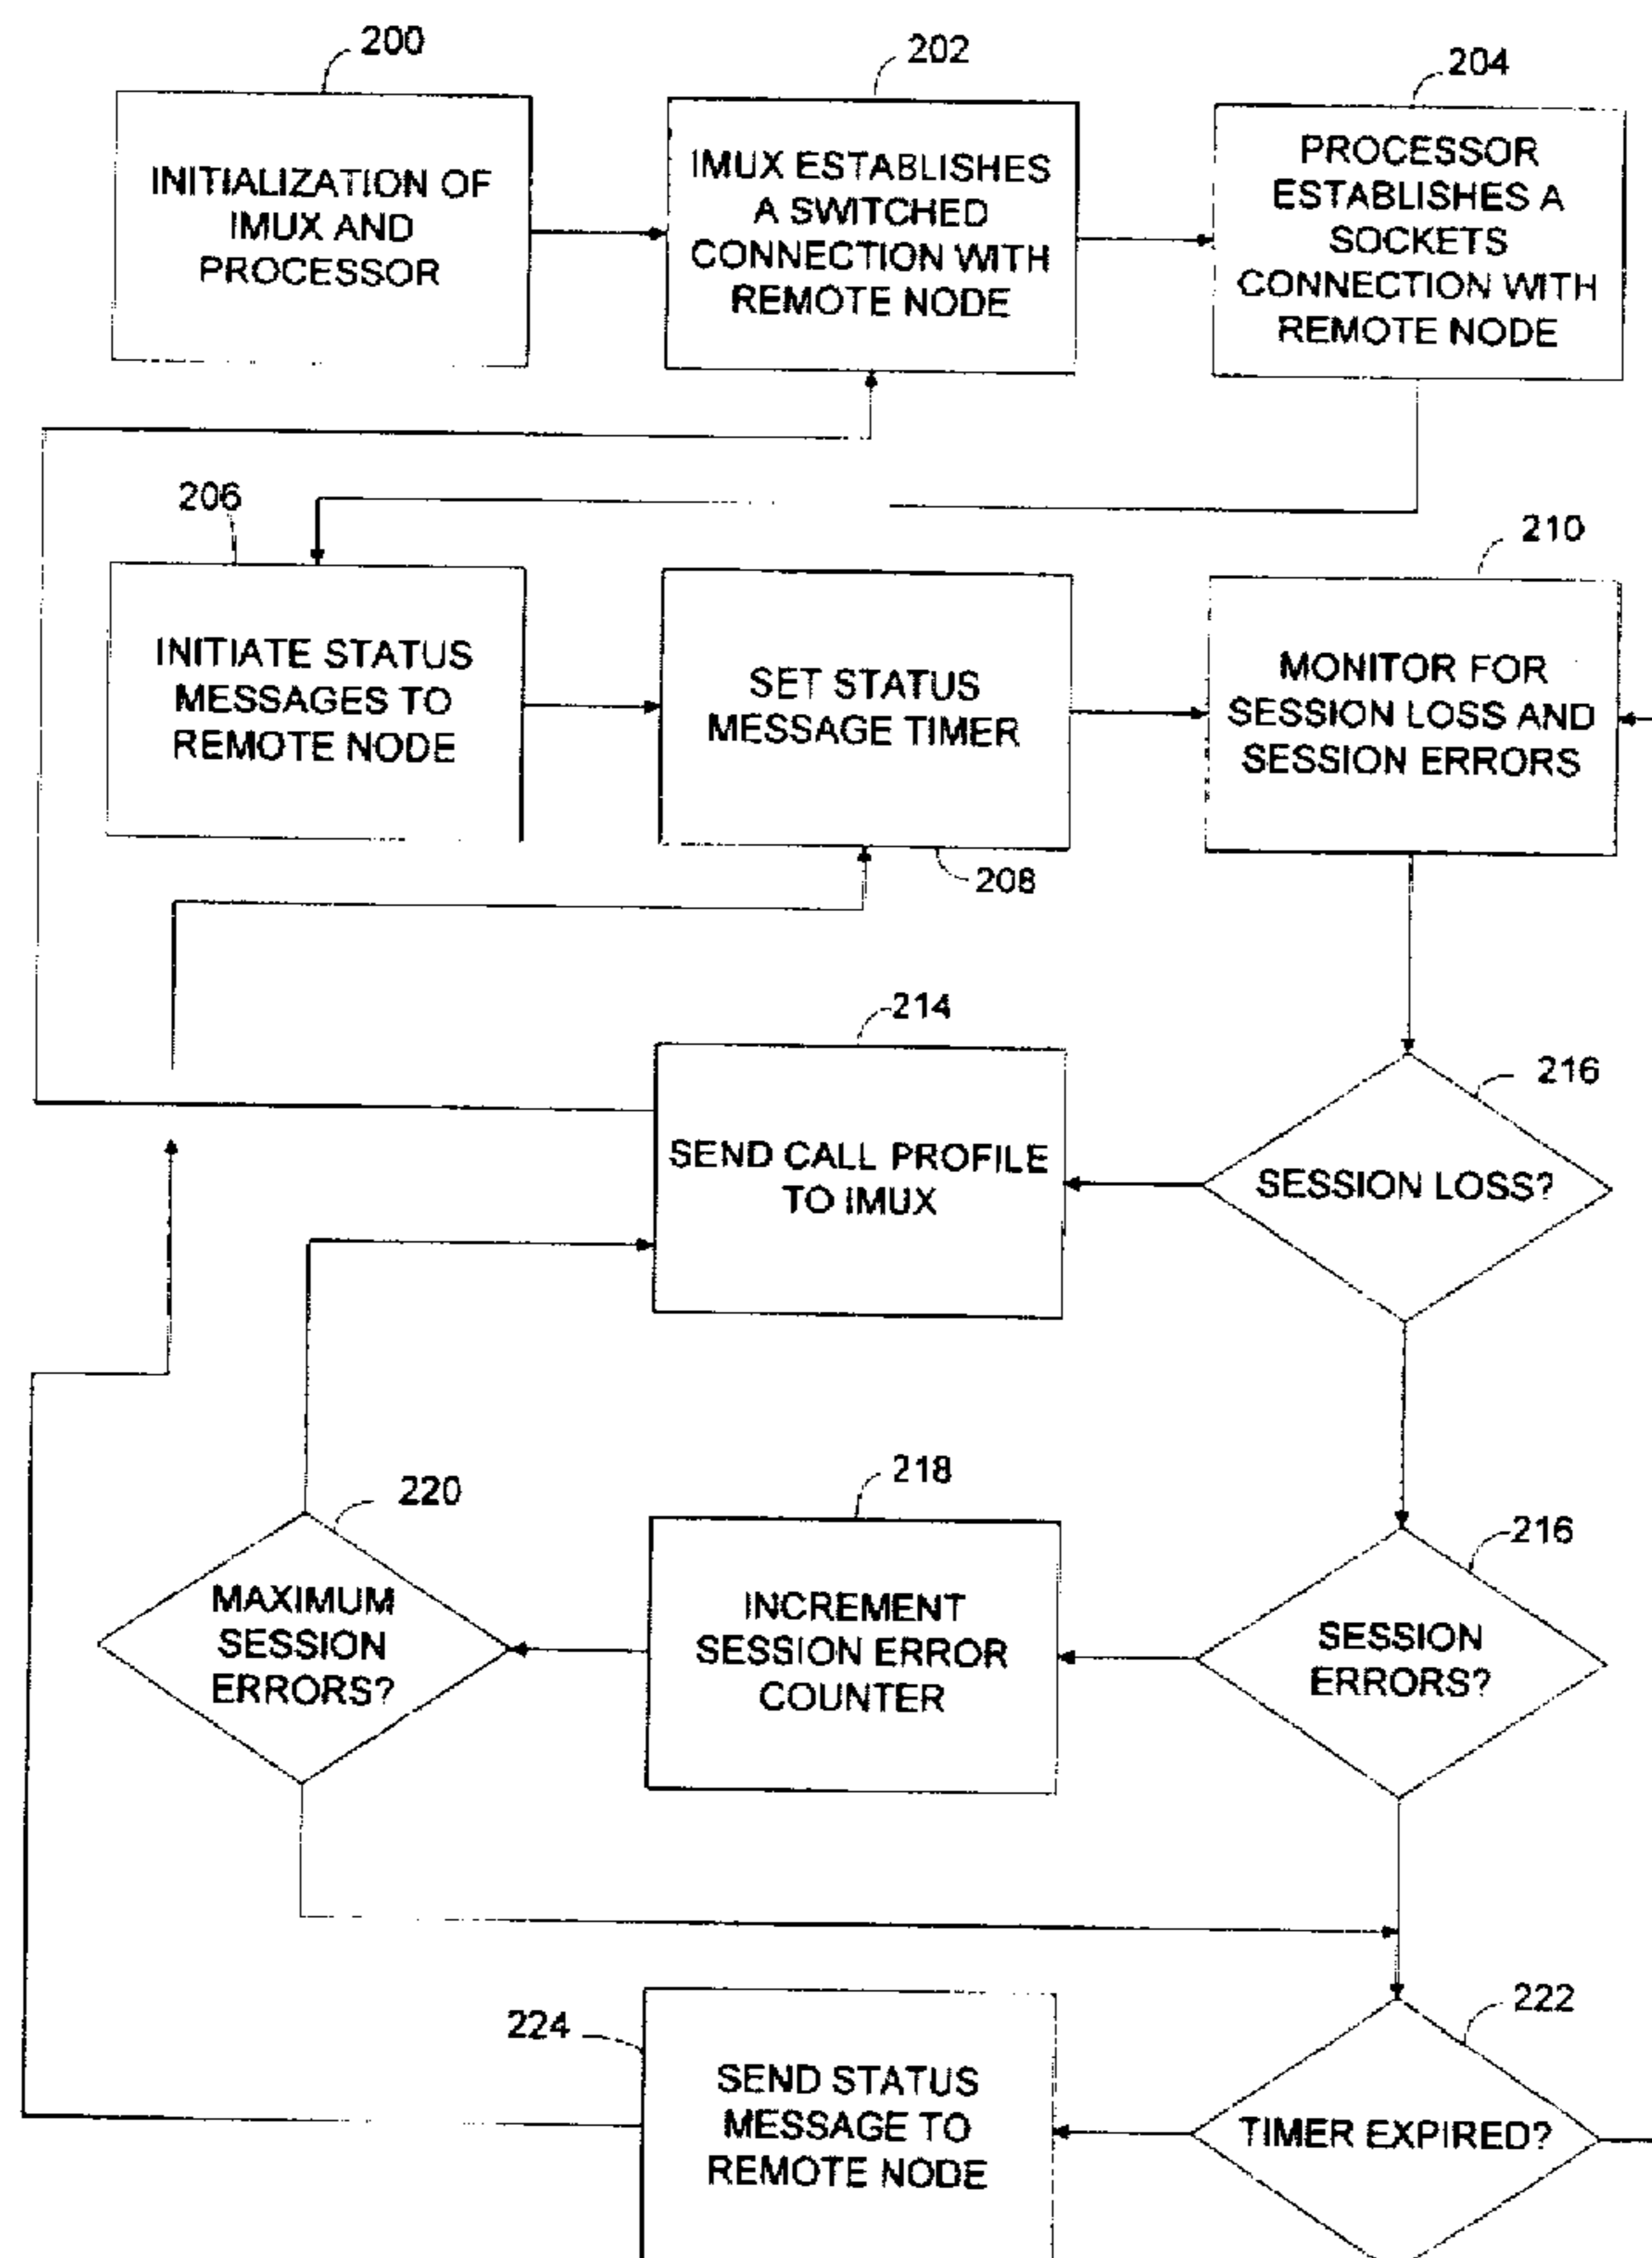 200
INITIALIZATION OF
IMUX AND
PROCESSOR
202
IMUX ESTABLISHES
A SWITCHED
CONNECTION WITH
REMOTE NODE
204
PROCESSOR
ESTABLISHES A
SOCKETS
CONNECTION WITH
REMOTE NODE
206
INITIATE STATUS
MESSAGES TO
REMOTE NODE
SET STATUS
MESSAGE TIMER
208
210
MONITOR FOR
SESSION LOSS AND
SESSION ERRORS
214
SEND CALL PROFILE
TO IMUX
216
SESSION LOSS?
220
MAXIMUM
SESSION
ERRORS?
218
INCREMENT
SESSION ERROR
COUNTER
216
SESSION
ERRORS?
224
SEND STATUS
MESSAGE TO
REMOTE NODE
222
TIMER EXPIRED?